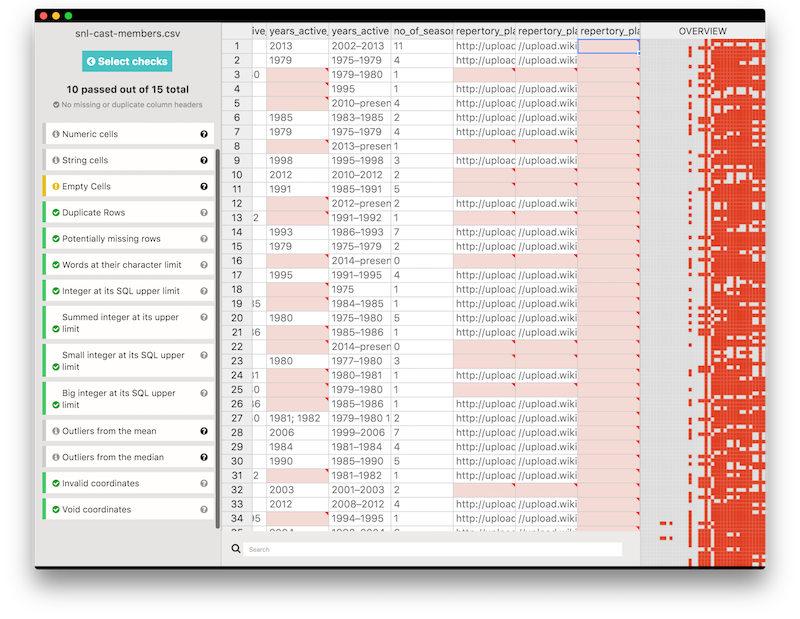 snl-cast-members.csv
Select checks
10 passed out of 15 total
No missing or duplicate column headers
Numeric cells
String cells
Empty Cells
Duplicate Rows
Potentially missing rows
Words at their character limit
Integer at its SQL upper limit
Summed integer at its upper
limit
Small integer at its SQL upper
limit
Big integer at its SQL upper
limit
Outliers from the mean
Outliers from the median
Invalid coordinates
Void coordinates
ive_ years_active_ years_active no_of_season repertory_pla repertory_pla repertory_pla
1 2013 2002–2013 11 http://upload //upload.wiki
2 1979 1975–1979 4 http://upload //upload.wiki
3 30 1979–1980 1
4 1995 1 http://upload //upload.wiki
5 2010–presen 4 http://upload //upload.wiki
6 1985 1983–1985 2 http://upload //upload.wiki
7 1979 1975–1979 4 http://upload //upload.wiki
8 2013–presen 1
9 1998 1995–1998 3 http://upload //upload.wiki
10 2012 2010–2012 2
11 1991 1985–1991 5
12 2012–presen 2 http://upload //upload.wiki
13 2 1991–1992 1
14 1993 1986–1993 7 http://upload //upload.wiki
15 1979 1975–1979 2 http://upload //upload.wiki
16 2014–presen 0
17 1995 1991–1995 4 http://upload //upload.wiki
18 1975 1 http://upload //upload.wiki
19 35 1984–1985 1 http://upload //upload.wiki
20 1980 1975–1980 5 http://upload //upload.wiki
21 36 1985–1986 1 http://upload //upload.wiki
22 2014–presen 0
23 1980 1977–1980 3
24 31 1980–1981 1 http://upload //upload.wiki
25 30 1979–1980 1
26 36 1985–1986 1 http://upload //upload.wiki
27 30 1981; 1982 1979–1980 1 2 http://upload //upload.wiki
28 2006 1999–2006 7 http://upload //upload.wiki
29 1984 1981–1984 4 http://upload //upload.wiki
30 1990 1985–1990 5 http://upload //upload.wiki
31 2 1981–1982 1 http://upload //upload.wiki
32 2003 2001–2003 2
33 2012 2008–2012 4 http://upload //upload.wiki
34 95 1994–1995 1
OVERVIEW
Search